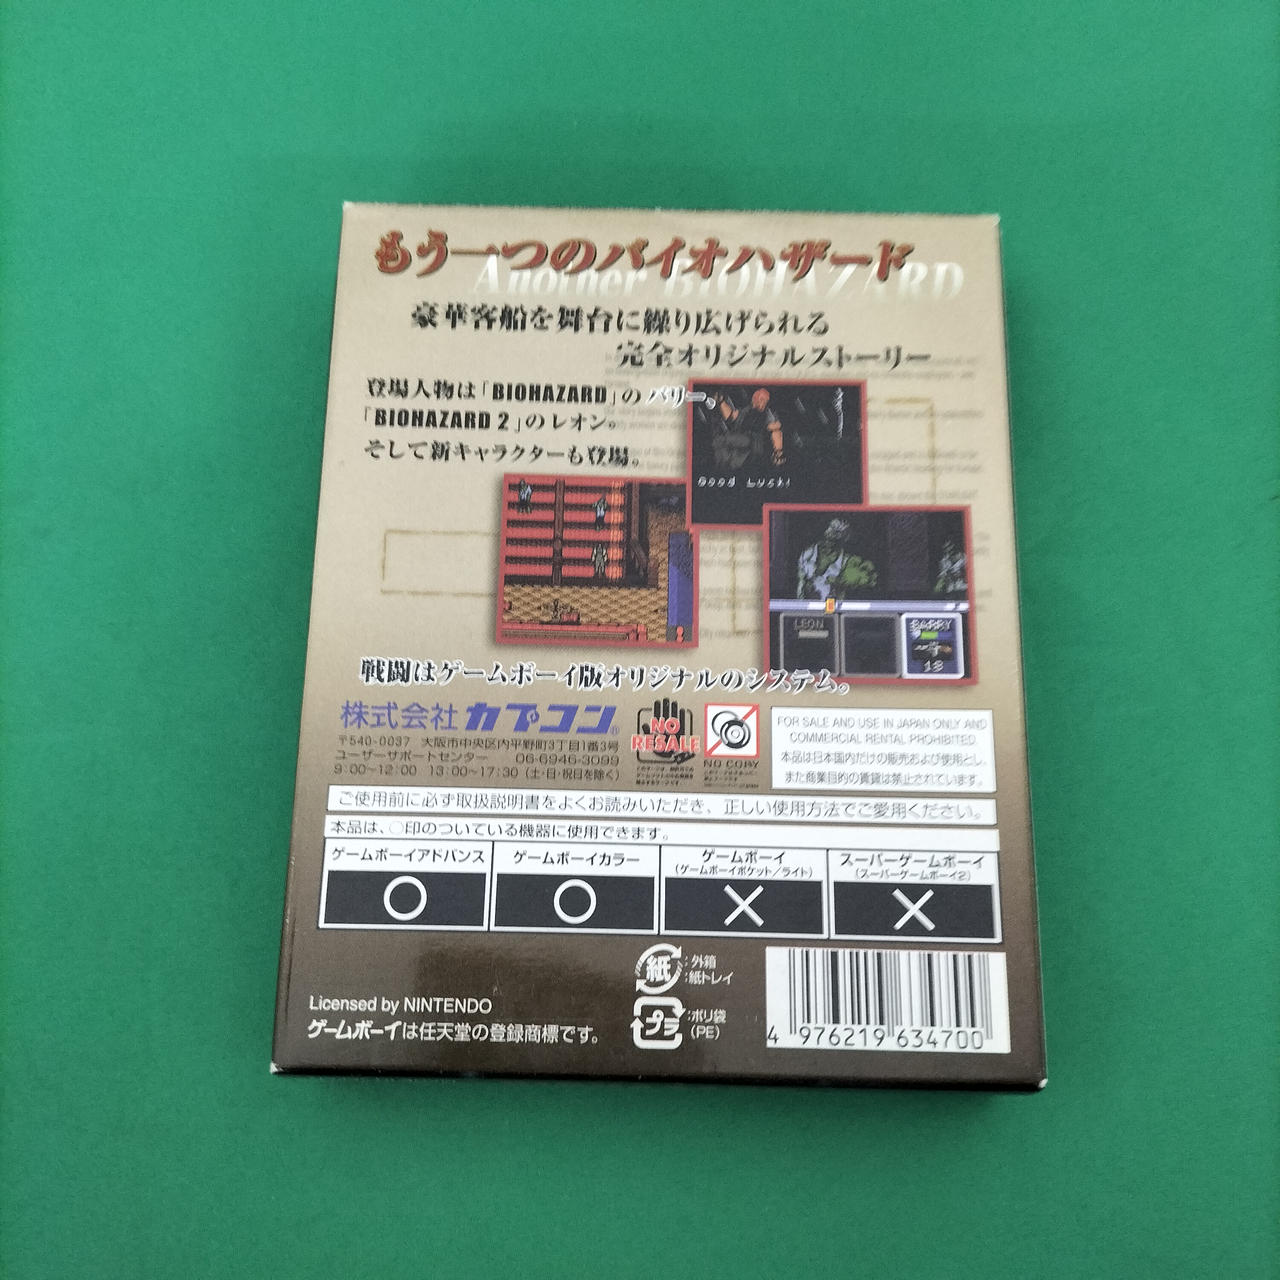 もう一つのバイオハザード
Another BIOHAZARD
豪華客船を舞台に繰り広げられる
完全オリジナルストーリー
登場人物は「BIOHAZARD」のバリー、
「BIOHAZARD 2」のレオン。
そして新キャラクターも登場。
Good Luck!
LEON
BARRY
18
戦闘はゲームボーイ版オリジナルのシステム。
株式会社 カプコン®
〒540-0037 大阪市中央区内平野町3丁目1番3号
ユーザーサポートセンター 06-6946-3099
9:00~12:00 13:00~17:30 (土・日・祝日を除く)
NO RESALE
NO COPY
FOR SALE AND USE IN JAPAN ONLY AND
COMMERCIAL RENTAL PROHIBITED.
本品は日本国内だけの販売および使用とし、
また商業目的の賃貸は禁止されています。
ご使用前に必ず取扱説明書をよくお読みいただき、正しい使用方法でご愛用ください。
本品は、○印のついている機器に使用できます。
ゲームボーイアドバンス ゲームボーイカラー ゲームボーイ スーパーゲームボーイ
(ゲームボーイポケット/ライト) (スーパーゲームボーイ2)
○ ○ × ×
紙 :外箱
:紙トレイ
プラ :ポリ袋
(PE)
Licensed by NINTENDO
ゲームボーイは任天堂の登録商標です。
4 976219 634700